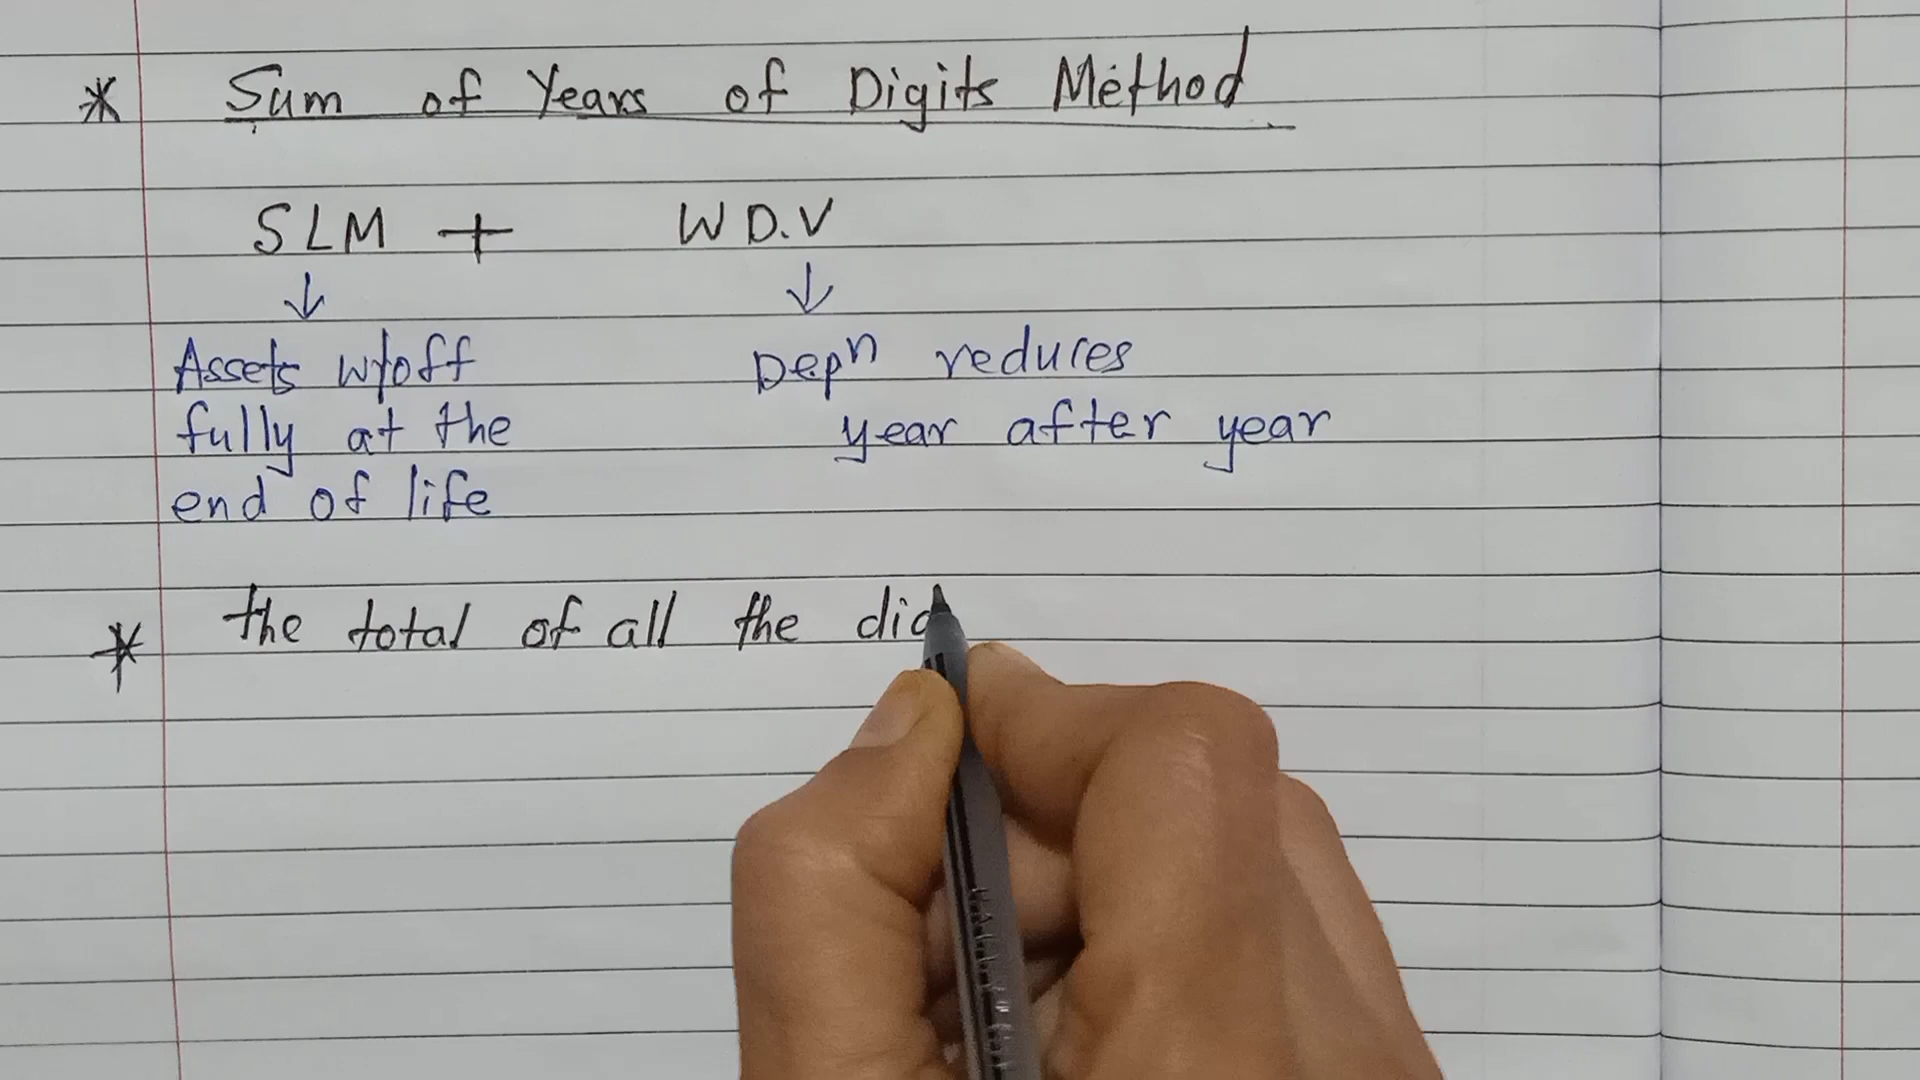 * Sum of Years of Digits Method
SLM + WD.V
↓ ↓
Assets w/off Depn reduces
fully at the year after year
end of life
* the total of all the